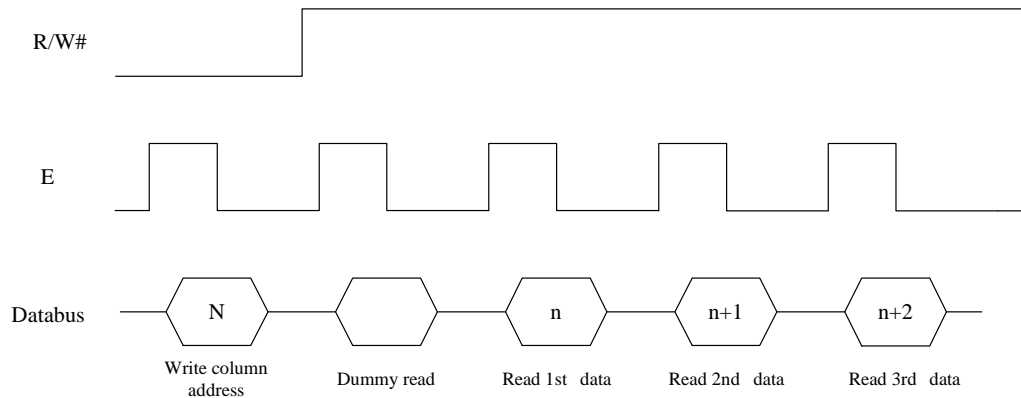 R/W#
E
Databus
N
n
n+1
n+2
Write column
address
Dummy read
Read 1st data
Read 2nd data
Read 3rd data